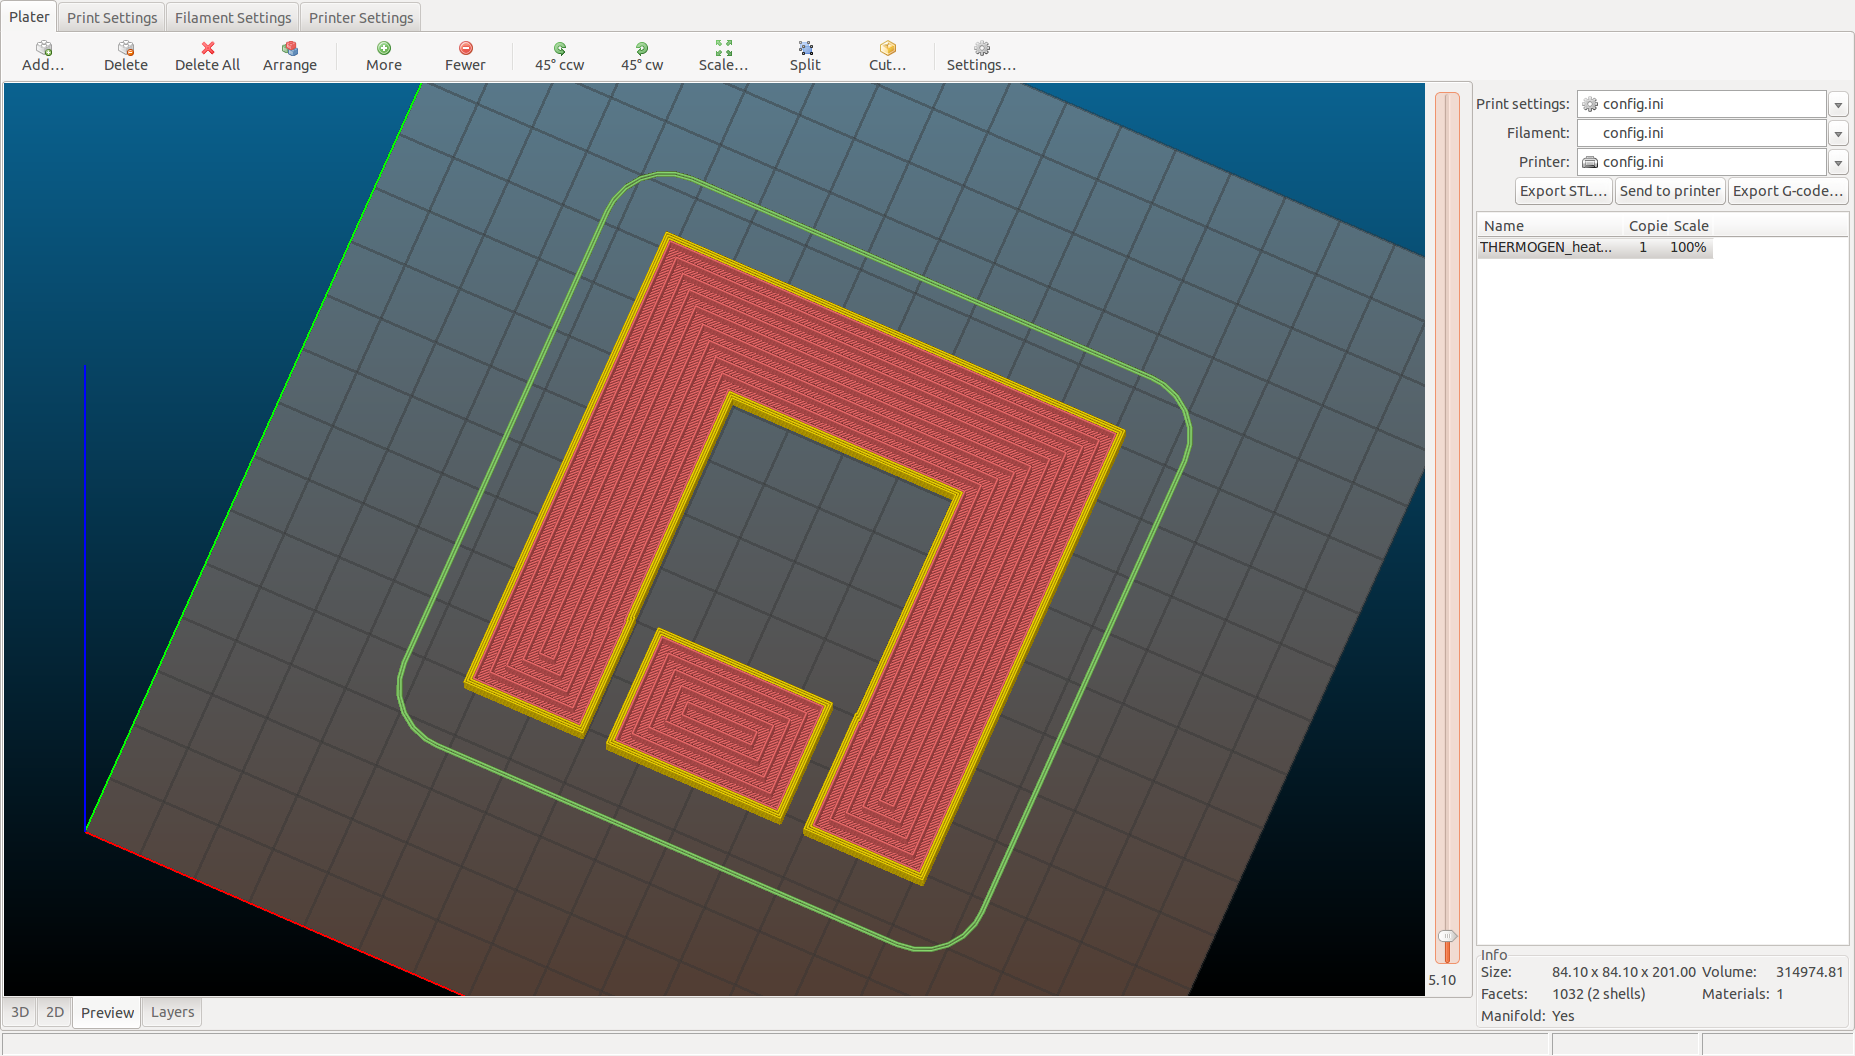 Plater Print Settings Filament Settings Printer Settings
Add... Delete Delete All Arrange More Fewer 45° ccw 45° cw Scale... Split Cut... Settings...
Print settings: config.ini
Filament: config.ini
Printer: config.ini
Export STL... Send to printer Export G-code...
Name Copie Scale
THERMOGEN_heat... 1 100%
5.10
Info
Size: 84.10 x 84.10 x 201.00 Volume: 314974.81
Facets: 1032 (2 shells) Materials: 1
Manifold: Yes
3D 2D Preview Layers